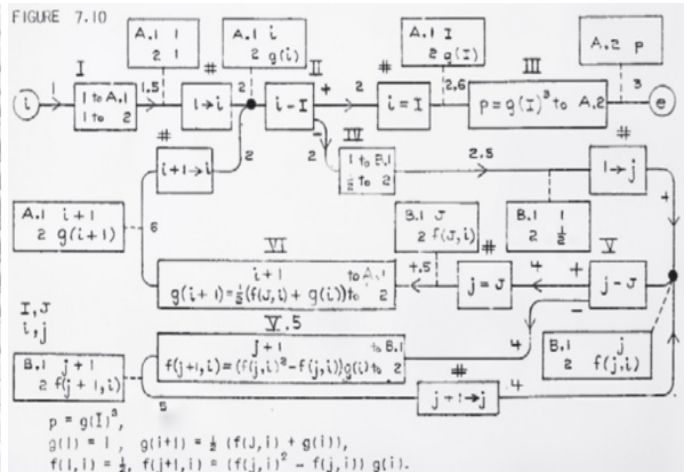 FIGURE 7.10
A.1 1
2 1
A.1 i
2 g(i)
A.1 I
2 g(I)
A.2 p
I
#
II
#
III
i
1
1 to A.1
1 to 2
1.5
1→i
2
i-I
+
2
i=I
2.6
p=g(I)³ to A.2
3
e
#
i+1→i
2
-
2
IV
1 to B.1
½ to 2
2.5
#
1→j
A.1 i+1
2 g(i+1)
6
B.1 J
2 f(J,i)
B.1 1
2 ½
4
VI
i+1 to A.1
g(i+1)=½(f(J,i)+g(i)) to 2
4.5
#
j=J
4
+
V
j-J
-
I,J
i,j
V.5
j+1 to B.1
f(j+1,i)=(f(j,i)²-f(j,i))g(i) to 2
4
B.1 j
2 f(j,i)
B.1 j+1
2 f(j+1,i)
5
#
j+1→j
4
p = g(I)³,
g(1) = 1, g(i+1) = ½ (f(J,i) + g(i)),
f(1,i) = ½, f(j+1,i) = (f(j,i)² - f(j,i)) g(i).